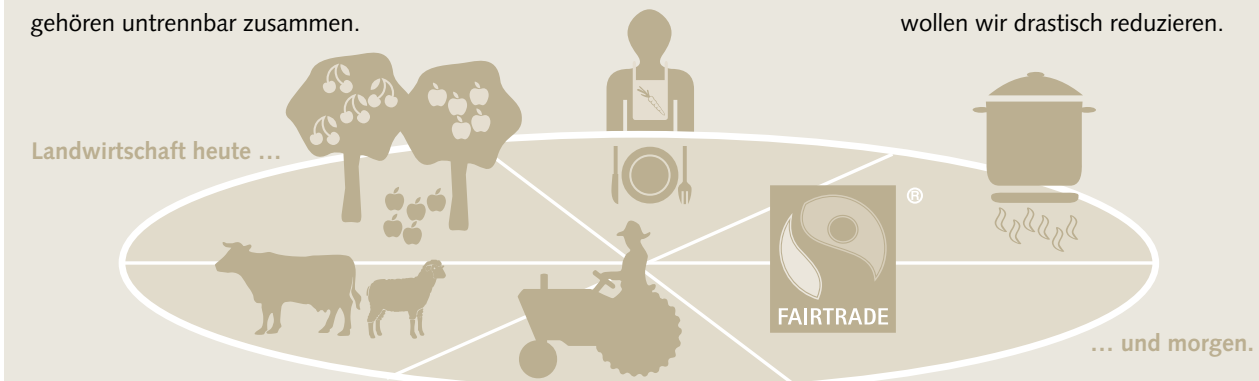 gehören untrennbar zusammen.
wollen wir drastisch reduzieren.
Landwirtschaft heute …
®
FAIRTRADE
… und morgen.